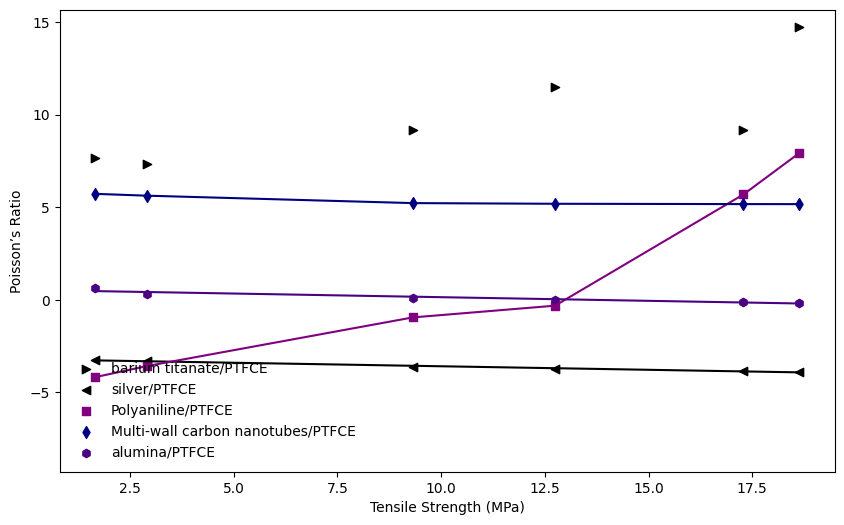 15
10
5
0
−5
Poisson’s Ratio
barium titanate/PTFCE
silver/PTFCE
Polyaniline/PTFCE
Multi-wall carbon nanotubes/PTFCE
alumina/PTFCE
2.5 5.0 7.5 10.0 12.5 15.0 17.5
Tensile Strength (MPa)